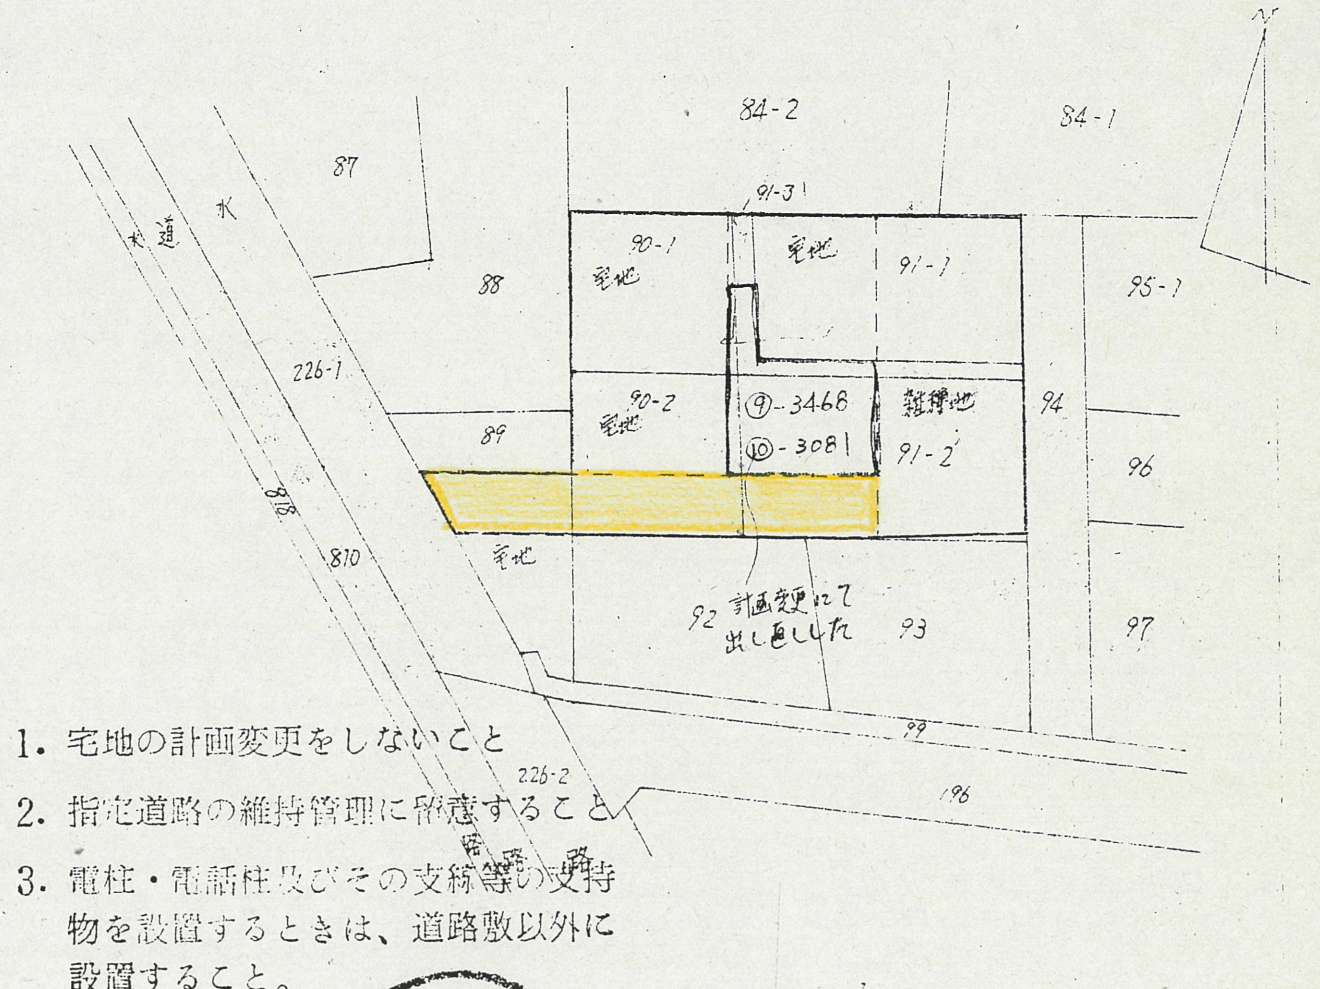 N
84-2
84-1
87
91-3
水
水 道
90-1
宅地
宅地
91-1
88
95-1
226-1
90-2
宅地
⑨-3468
雑種地
94
89
⑩-3081
91-2
96
818
810
宅地
92
計画変更にて
出し直しした
93
97
99
1. 宅地の計画変更をしないこと
226-2
196
2. 指定道路の維持管理に留意すること
路 路 路
3. 電柱・電話柱及びその支線等の支持
物を設置するときは、道路敷以外に
設置すること。